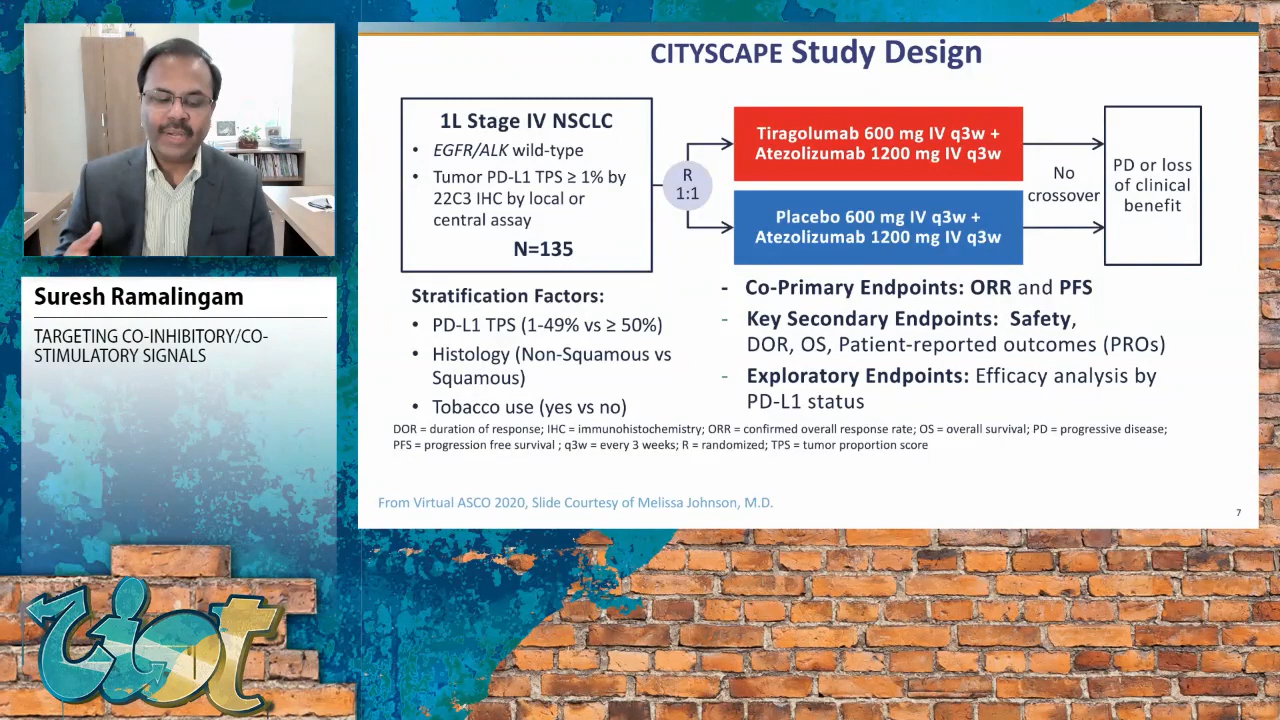 CITYSCAPE Study Design
1L Stage IV NSCLC
• EGFR/ALK wild-type
• Tumor PD-L1 TPS ≥ 1% by
22C3 IHC by local or
central assay
N=135
R
1:1
Tiragolumab 600 mg IV q3w +
Atezolizumab 1200 mg IV q3w
Placebo 600 mg IV q3w +
Atezolizumab 1200 mg IV q3w
No
crossover
PD or loss
of clinical
benefit
Stratification Factors:
• PD-L1 TPS (1-49% vs ≥ 50%)
• Histology (Non-Squamous vs
Squamous)
• Tobacco use (yes vs no)
- Co-Primary Endpoints: ORR and PFS
- Key Secondary Endpoints: Safety,
DOR, OS, Patient-reported outcomes (PROs)
- Exploratory Endpoints: Efficacy analysis by
PD-L1 status
DOR = duration of response; IHC = immunohistochemistry; ORR = confirmed overall response rate; OS = overall survival; PD = progressive disease;
PFS = progression free survival ; q3w = every 3 weeks; R = randomized; TPS = tumor proportion score
From Virtual ASCO 2020, Slide Courtesy of Melissa Johnson, M.D.
7
Suresh Ramalingam
TARGETING CO-INHIBITORY/CO-
STIMULATORY SIGNALS
ciot